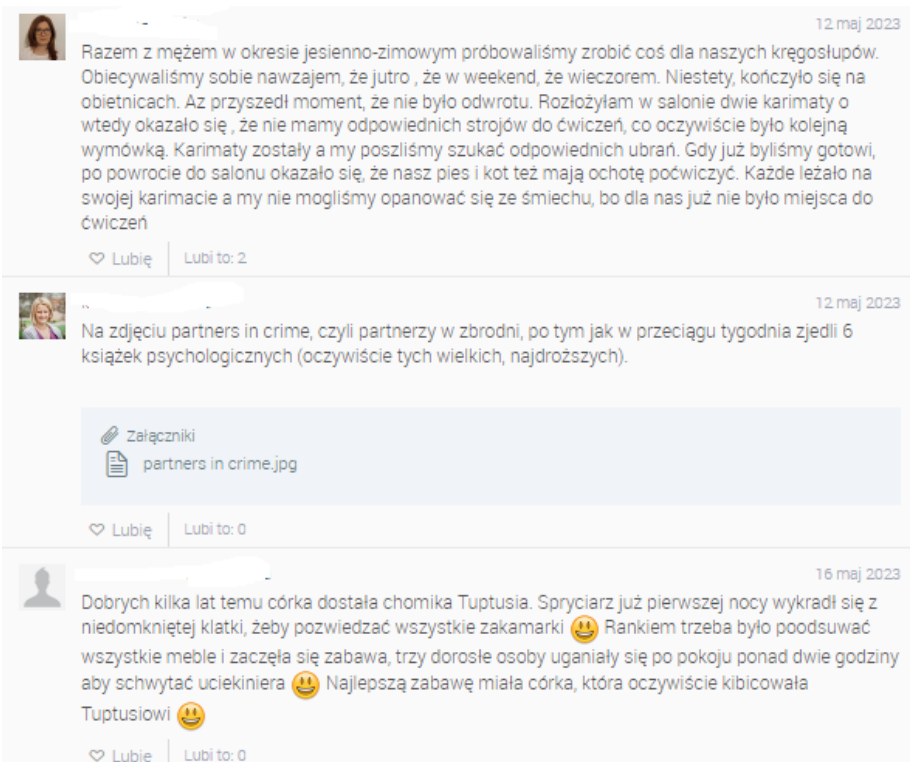 12 maj 2023
Razem z mężem w okresie jesienno-zimowym próbowaliśmy zrobić coś dla naszych kręgosłupów.
Obiecywaliśmy sobie nawzajem, że jutro , że w weekend, że wieczorem. Niestety, kończyło się na
obietnicach. Az przyszedł moment, że nie było odwrotu. Rozłożyłam w salonie dwie karimaty o
wtedy okazało się , że nie mamy odpowiednich strojów do ćwiczeń, co oczywiście było kolejną
wymówką. Karimaty zostały a my poszliśmy szukać odpowiednich ubrań. Gdy już byliśmy gotowi,
po powrocie do salonu okazało się, że nasz pies i kot też mają ochotę poćwiczyć. Każde leżało na
swojej karimacie a my nie mogliśmy opanować się ze śmiechu, bo dla nas już nie było miejsca do
ćwiczeń
Lubię Lubi to: 2
12 maj 2023
Na zdjęciu partners in crime, czyli partnerzy w zbrodni, po tym jak w przeciągu tygodnia zjedli 6
książek psychologicznych (oczywiście tych wielkich, najdroższych).
Załączniki
partners in crime.jpg
Lubię Lubi to: 0
16 maj 2023
Dobrych kilka lat temu córka dostała chomika Tuptusia. Spryciarz już pierwszej nocy wykradł się z
niedomkniętej klatki, żeby pozwiedzać wszystkie zakamarki 😃 Rankiem trzeba było poodsuwać
wszystkie meble i zaczęła się zabawa, trzy dorosłe osoby uganiały się po pokoju ponad dwie godziny
aby schwytać uciekiniera 😃 Najlepszą zabawę miała córka, która oczywiście kibicowała
Tuptusiowi 😃
Lubię Lubi to: 0